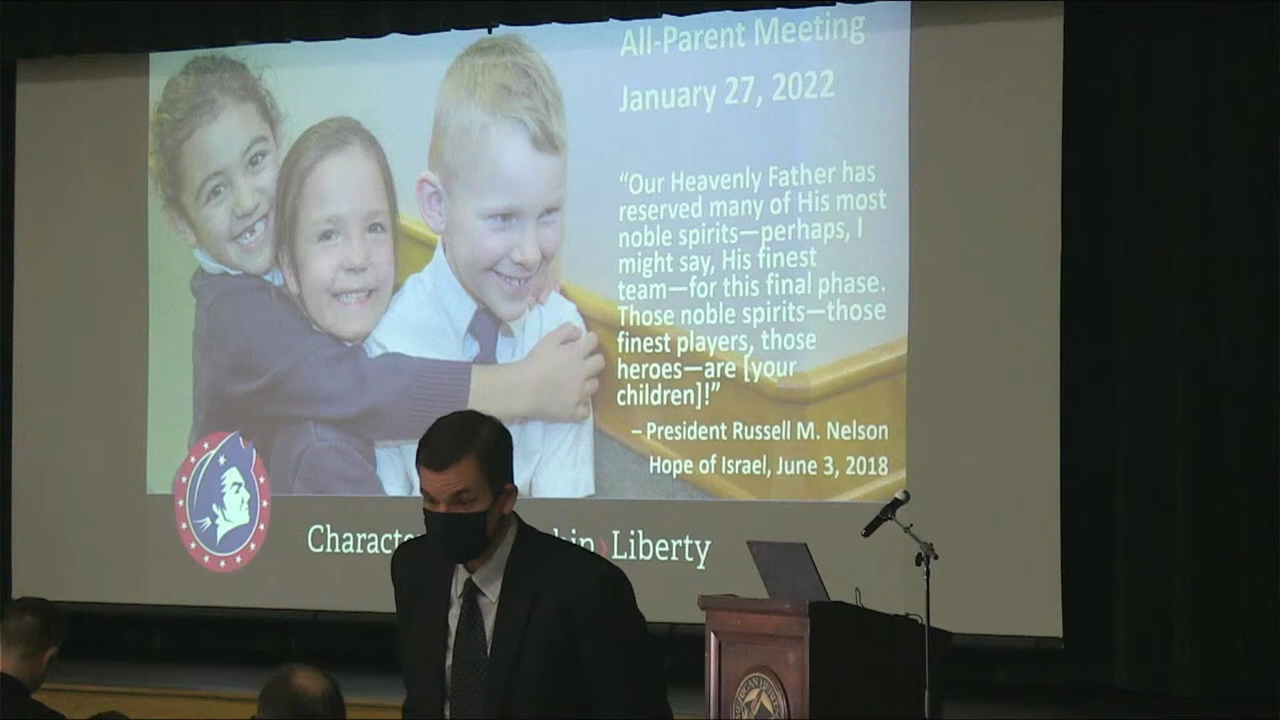 All-Parent Meeting
January 27, 2022
“Our Heavenly Father has
reserved many of His most
noble spirits—perhaps, I
might say, His finest
team—for this final phase.
Those noble spirits—those
finest players, those
heroes—are [your
children]!”
– President Russell M. Nelson
Hope of Israel, June 3, 2018
Liberty